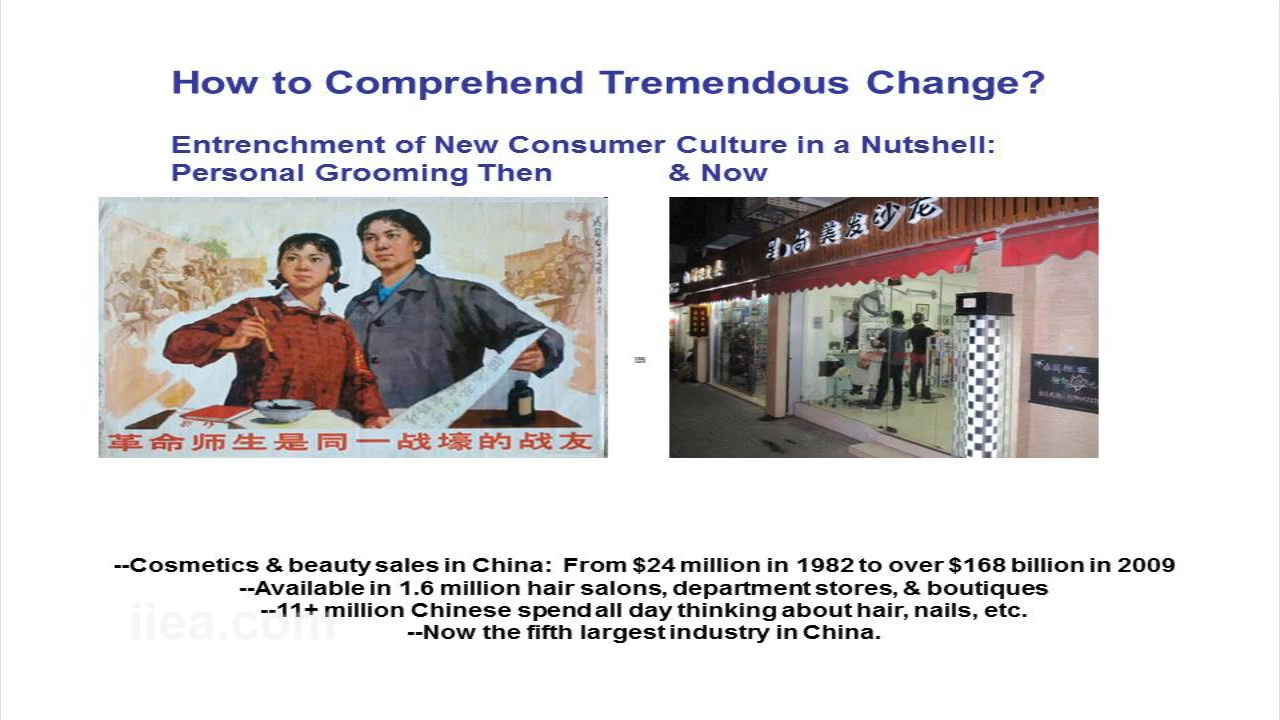 How to Comprehend Tremendous Change?
Entrenchment of New Consumer Culture in a Nutshell:
Personal Grooming Then & Now
革命师生是同一战壕的战友
星尚美发沙龙
--Cosmetics & beauty sales in China: From $24 million in 1982 to over $168 billion in 2009
--Available in 1.6 million hair salons, department stores, & boutiques
--11+ million Chinese spend all day thinking about hair, nails, etc.
--Now the fifth largest industry in China.
iiea.com